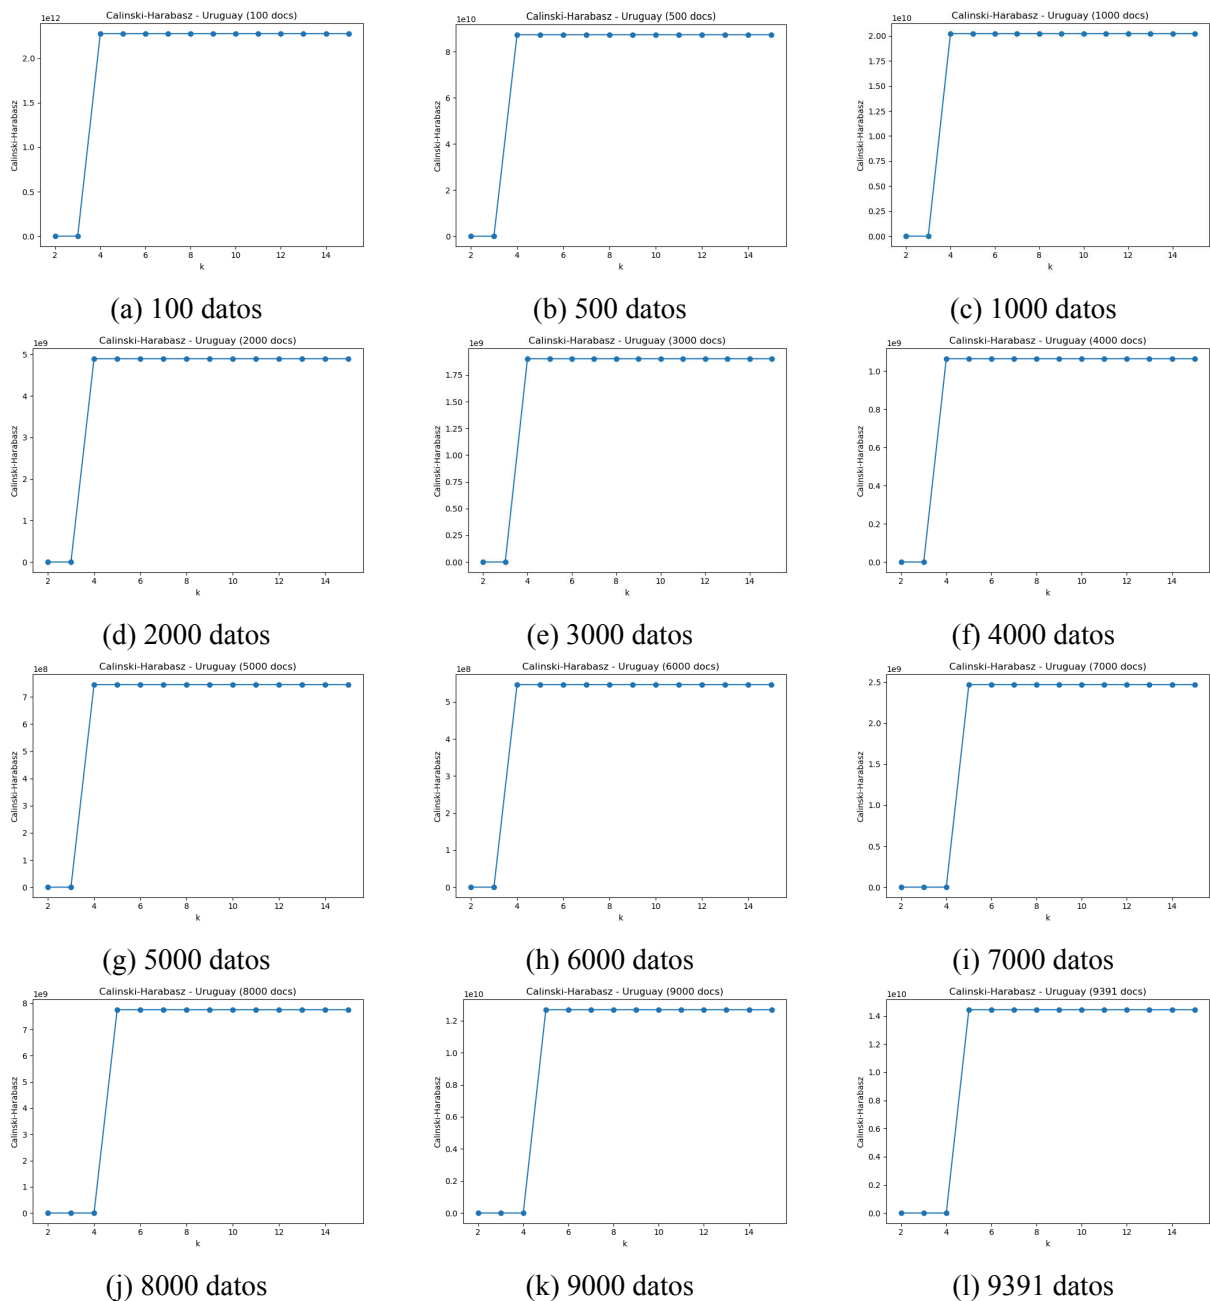 Calinski-Harabasz - Uruguay (100 docs)
1e12
2.0
1.5
1.0
0.5
0.0
Calinski-Harabasz
2 4 6 8 10 12 14
k
(a) 100 datos
Calinski-Harabasz - Uruguay (500 docs)
1e10
8
6
4
2
0
Calinski-Harabasz
2 4 6 8 10 12 14
k
(b) 500 datos
Calinski-Harabasz - Uruguay (1000 docs)
1e10
2.00
1.75
1.50
1.25
1.00
0.75
0.50
0.25
0.00
Calinski-Harabasz
2 4 6 8 10 12 14
k
(c) 1000 datos
Calinski-Harabasz - Uruguay (2000 docs)
1e9
5
4
3
2
1
0
Calinski-Harabasz
2 4 6 8 10 12 14
k
(d) 2000 datos
Calinski-Harabasz - Uruguay (3000 docs)
1e9
1.75
1.50
1.25
1.00
0.75
0.50
0.25
0.00
Calinski-Harabasz
2 4 6 8 10 12 14
k
(e) 3000 datos
Calinski-Harabasz - Uruguay (4000 docs)
1e9
1.0
0.8
0.6
0.4
0.2
0.0
Calinski-Harabasz
2 4 6 8 10 12 14
k
(f) 4000 datos
Calinski-Harabasz - Uruguay (5000 docs)
1e8
7
6
5
4
3
2
1
0
Calinski-Harabasz
2 4 6 8 10 12 14
k
(g) 5000 datos
Calinski-Harabasz - Uruguay (6000 docs)
1e8
5
4
3
2
1
0
Calinski-Harabasz
2 4 6 8 10 12 14
k
(h) 6000 datos
Calinski-Harabasz - Uruguay (7000 docs)
1e9
2.5
2.0
1.5
1.0
0.5
0.0
Calinski-Harabasz
2 4 6 8 10 12 14
k
(i) 7000 datos
Calinski-Harabasz - Uruguay (8000 docs)
1e9
8
7
6
5
4
3
2
1
0
Calinski-Harabasz
2 4 6 8 10 12 14
k
(j) 8000 datos
Calinski-Harabasz - Uruguay (9000 docs)
1e10
1.2
1.0
0.8
0.6
0.4
0.2
0.0
Calinski-Harabasz
2 4 6 8 10 12 14
k
(k) 9000 datos
Calinski-Harabasz - Uruguay (9391 docs)
1e10
1.4
1.2
1.0
0.8
0.6
0.4
0.2
0.0
Calinski-Harabasz
2 4 6 8 10 12 14
k
(l) 9391 datos